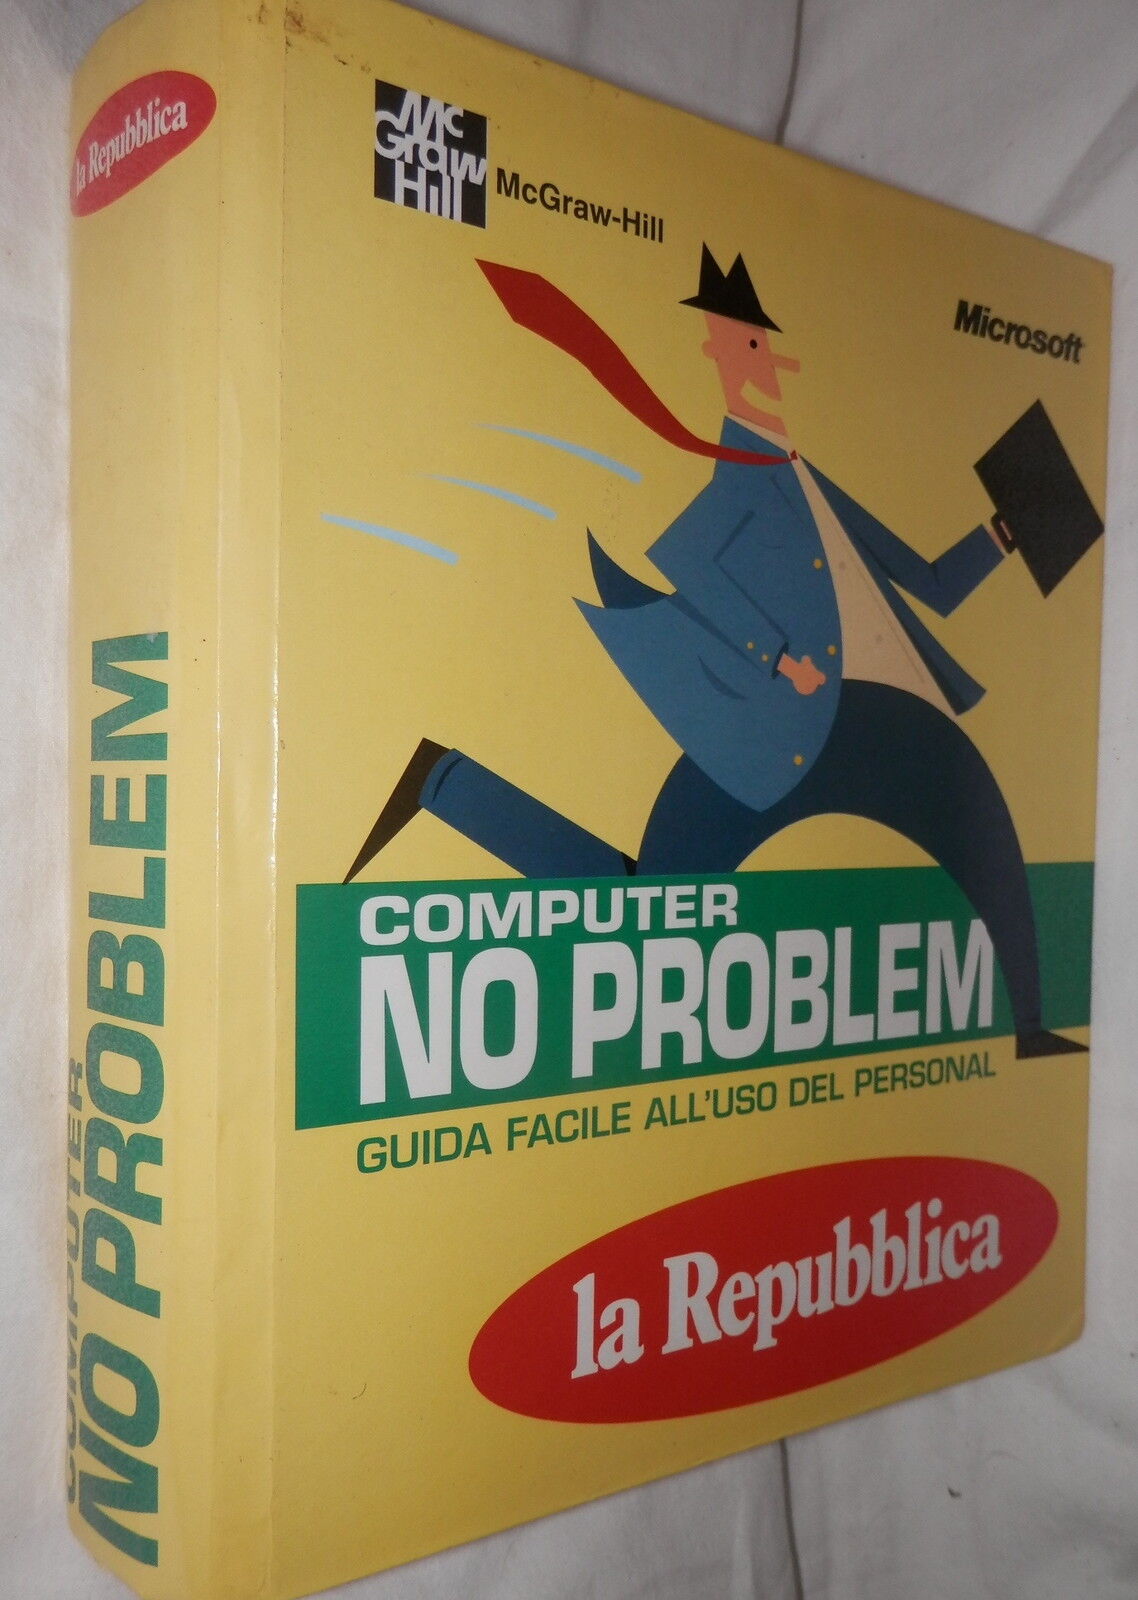 la Repubblica
COMPUTER
NO PROBLEM
Mc
Graw
Hill
McGraw-Hill
Microsoft
COMPUTER
NO PROBLEM
GUIDA FACILE ALL'USO DEL PERSONAL
la Repubblica